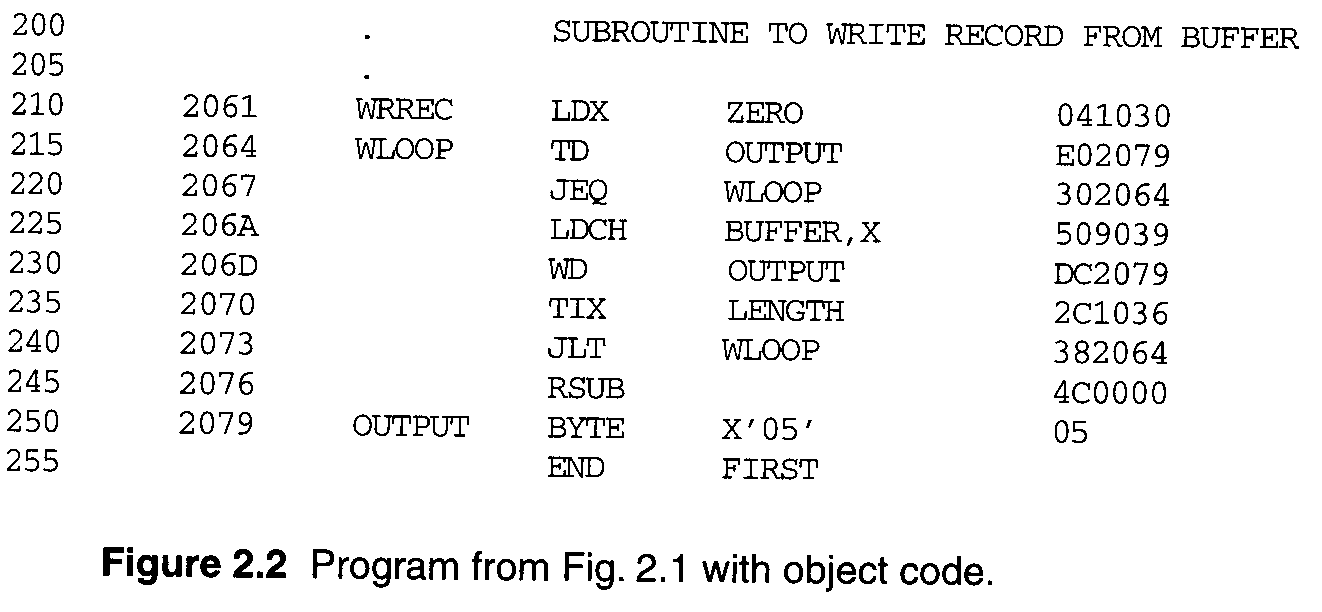 200 . SUBROUTINE TO WRITE RECORD FROM BUFFER
205 .
210 2061 WRREC LDX ZERO 041030
215 2064 WLOOP TD OUTPUT E02079
220 2067 JEQ WLOOP 302064
225 206A LDCH BUFFER,X 509039
230 206D WD OUTPUT DC2079
235 2070 TIX LENGTH 2C1036
240 2073 JLT WLOOP 382064
245 2076 RSUB 4C0000
250 2079 OUTPUT BYTE X'05' 05
255 END FIRST
Figure 2.2 Program from Fig. 2.1 with object code.